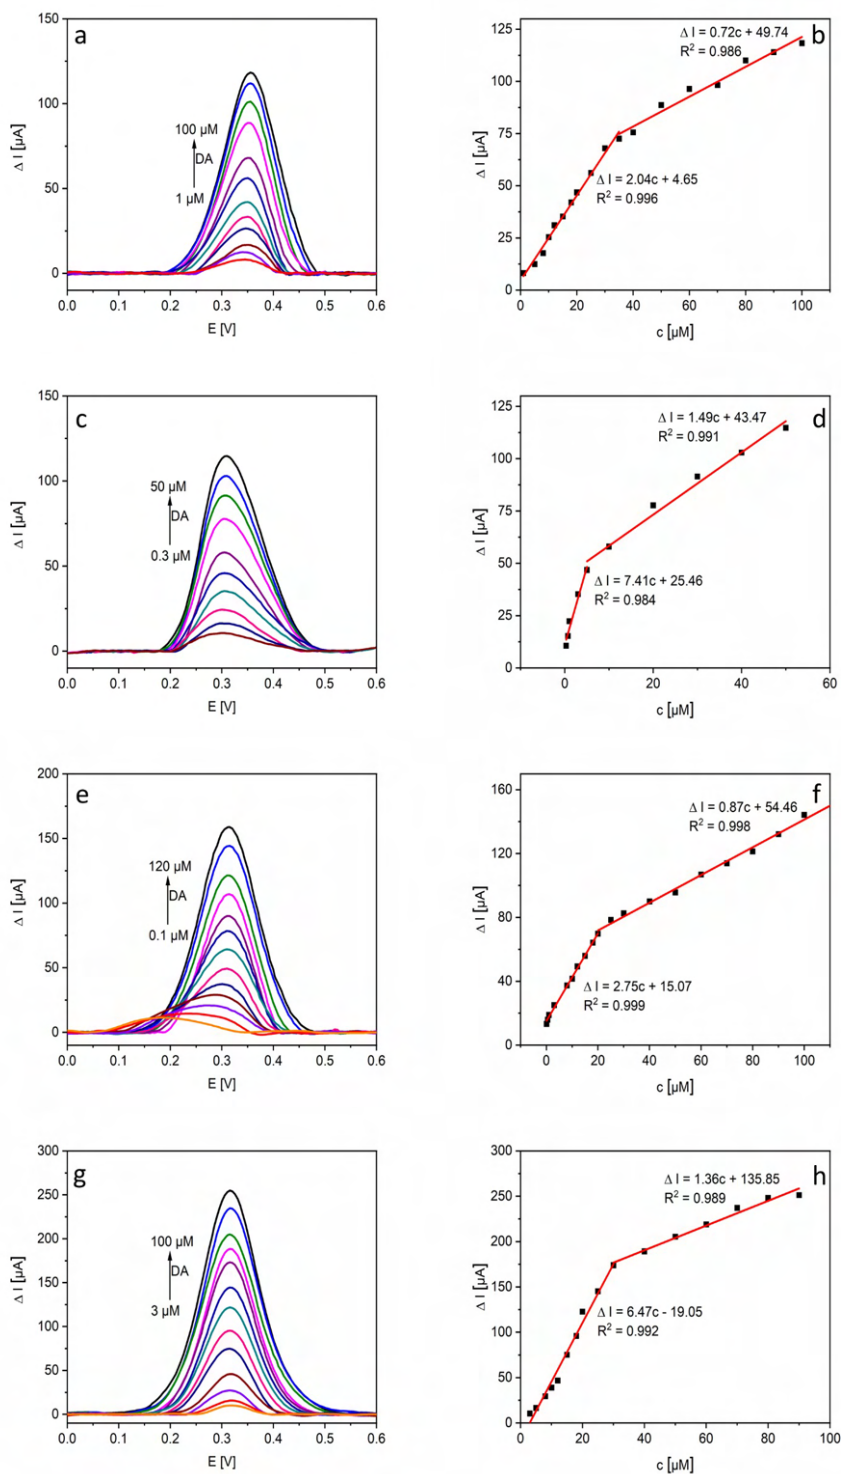 a
150
100
50
0
Δ I [µA]
100 µM
DA
1 µM
0.0 0.1 0.2 0.3 0.4 0.5 0.6
E [V]
b
125
100
75
50
25
0
Δ I [µA]
Δ I = 0.72c + 49.74
R² = 0.986
Δ I = 2.04c + 4.65
R² = 0.996
0 20 40 60 80 100
c [µM]
c
150
100
50
0
Δ I [µA]
50 µM
DA
0.3 µM
0.0 0.1 0.2 0.3 0.4 0.5 0.6
E [V]
d
125
100
75
50
25
0
Δ I [µA]
Δ I = 1.49c + 43.47
R² = 0.991
Δ I = 7.41c + 25.46
R² = 0.984
0 20 40 60
c [µM]
e
200
150
100
50
0
Δ I [µA]
120 µM
DA
0.1 µM
0.0 0.1 0.2 0.3 0.4 0.5 0.6
E [V]
f
160
120
80
40
0
Δ I [µA]
Δ I = 0.87c + 54.46
R² = 0.998
Δ I = 2.75c + 15.07
R² = 0.999
0 20 40 60 80 100
c [µM]
g
300
250
200
150
100
50
0
Δ I [µA]
100 µM
DA
3 µM
0.0 0.1 0.2 0.3 0.4 0.5 0.6
E [V]
h
300
250
200
150
100
50
0
Δ I [µA]
Δ I = 1.36c + 135.85
R² = 0.989
Δ I = 6.47c - 19.05
R² = 0.992
0 20 40 60 80 100
c [µM]